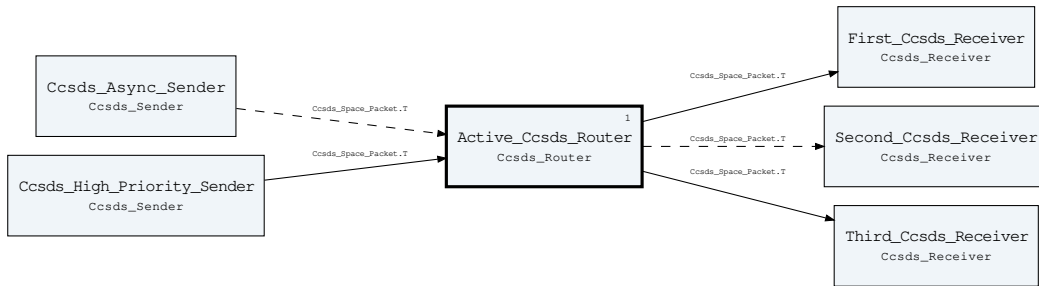 Ccsds_Async_Sender
Ccsds_Sender
Ccsds_Space_Packet.T
Ccsds_High_Priority_Sender
Ccsds_Sender
Ccsds_Space_Packet.T
1
Active_Ccsds_Router
Ccsds_Router
Ccsds_Space_Packet.T
First_Ccsds_Receiver
Ccsds_Receiver
Ccsds_Space_Packet.T
Second_Ccsds_Receiver
Ccsds_Receiver
Ccsds_Space_Packet.T
Third_Ccsds_Receiver
Ccsds_Receiver